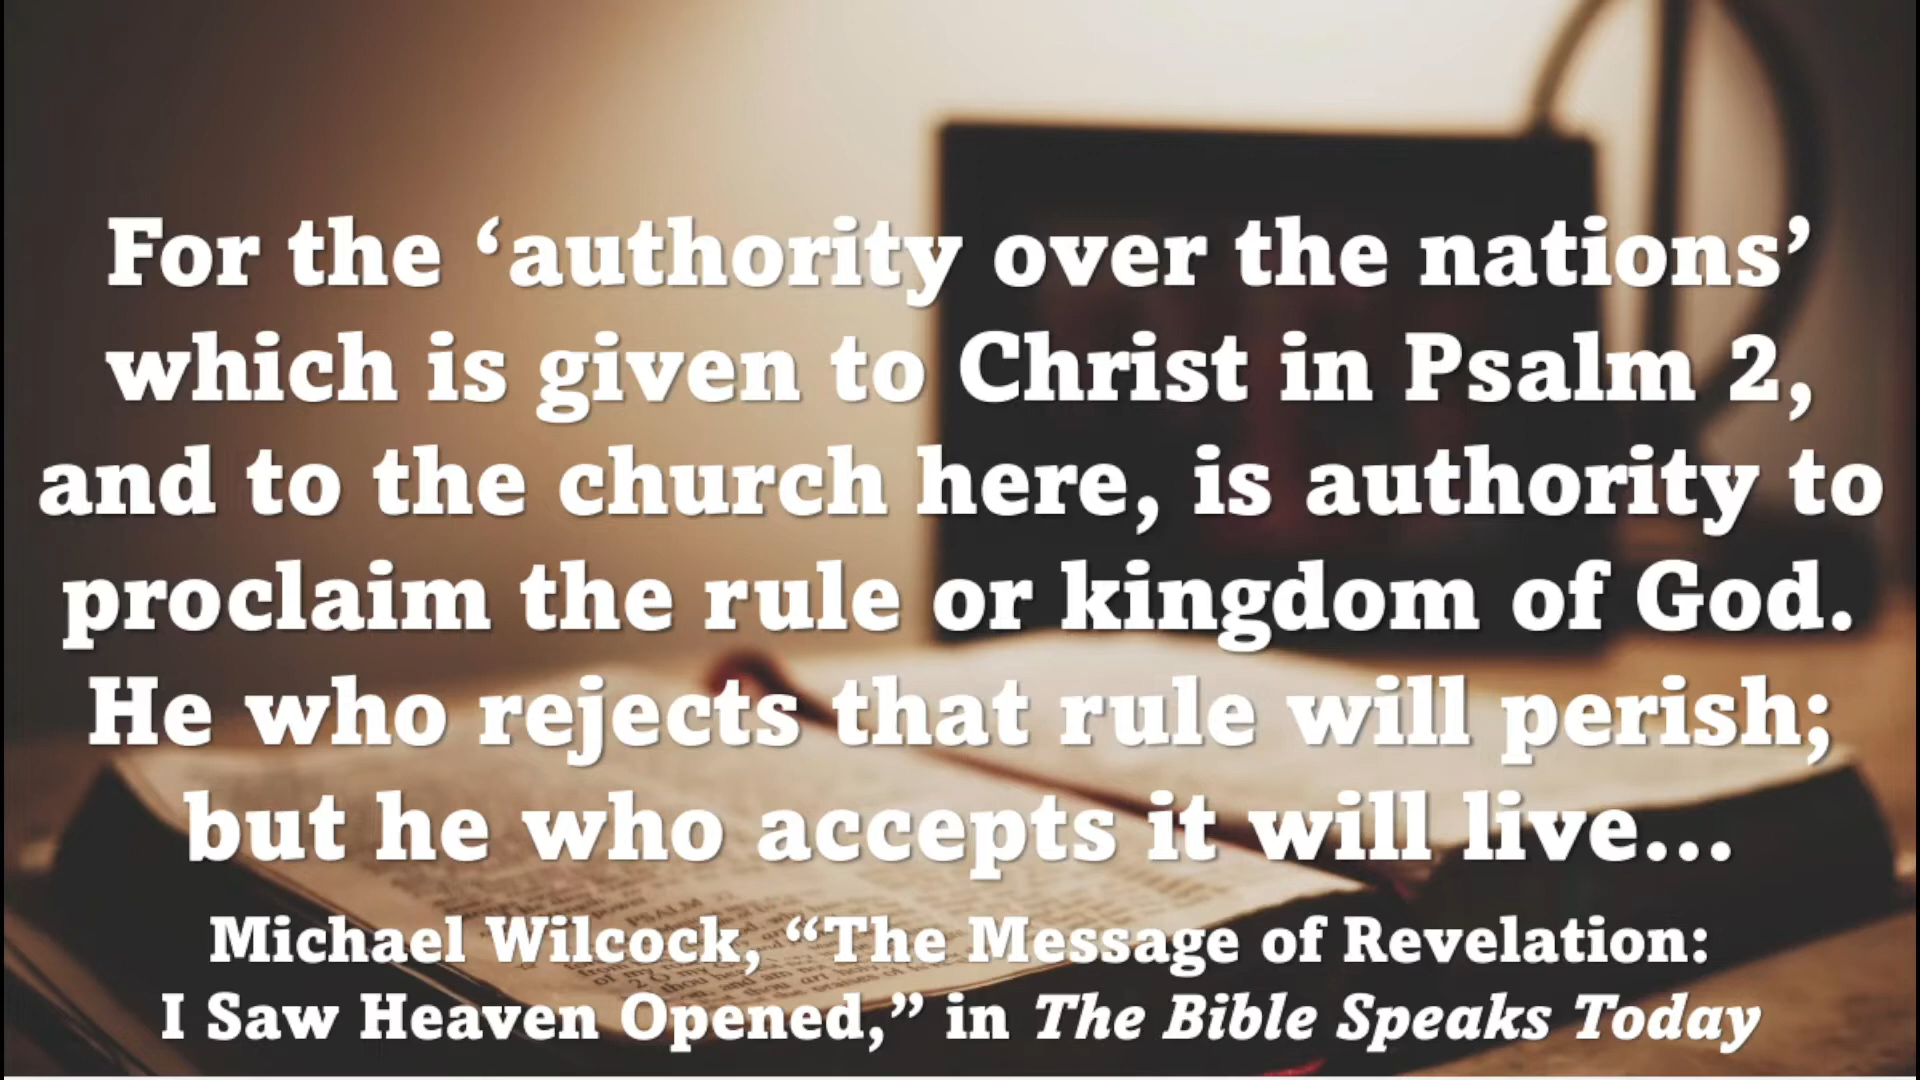 For the ‘authority over the nations’
which is given to Christ in Psalm 2,
and to the church here, is authority to
proclaim the rule or kingdom of God.
He who rejects that rule will perish;
but he who accepts it will live...
Michael Wilcock, “The Message of Revelation:
I Saw Heaven Opened,” in The Bible Speaks Today